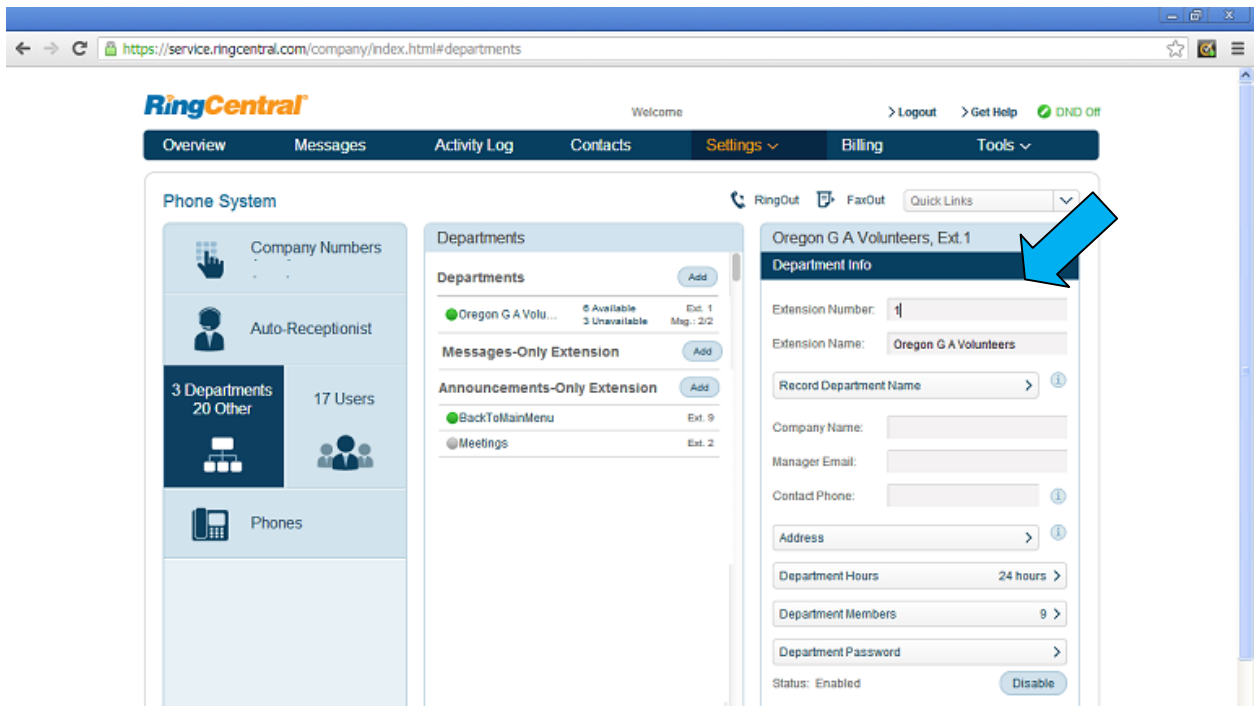 https://service.ringcentral.com/company/index.html#departments
RingCentral®
Welcome
> Logout > Get Help DND Off
Overview Messages Activity Log Contacts Settings Billing Tools
Phone System
RingOut FaxOut Quick Links
Company Numbers
Auto-Receptionist
3 Departments
20 Other
17 Users
Phones
Departments
Departments Add
Oregon G A Volu... 6 Available Ext. 1
3 Unavailable Msg.: 2/2
Messages-Only Extension Add
Announcements-Only Extension Add
BackToMainMenu Ext. 9
Meetings Ext. 2
Oregon G A Volunteers, Ext.1
Department Info
Extension Number: 1
Extension Name: Oregon G A Volunteers
Record Department Name >
Company Name:
Manager Email:
Contact Phone:
Address >
Department Hours 24 hours >
Department Members 9 >
Department Password >
Status: Enabled Disable